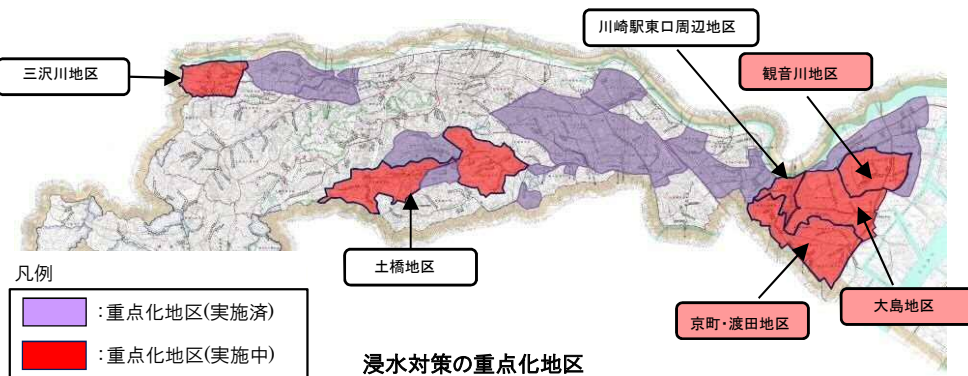 川崎駅東口周辺地区
三沢川地区
観音川地区
土橋地区
大島地区
京町・渡田地区
凡例
：重点化地区(実施済)
：重点化地区(実施中)
浸水対策の重点化地区